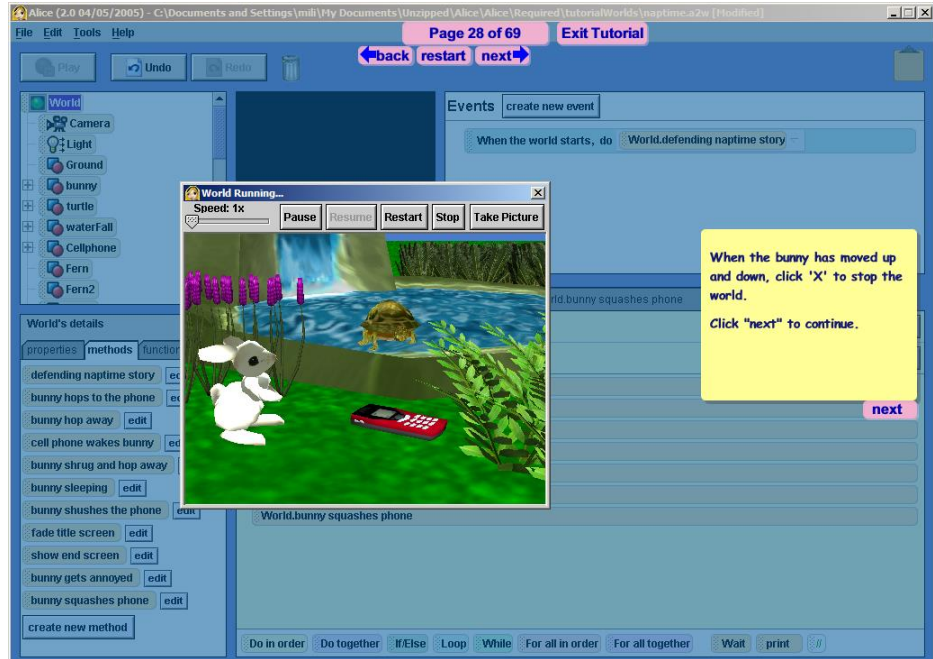 Alice (2.0 04/05/2005) - C:\Documents and Settings\mili\My Documents\Unzipped\Alice\Alice\Required\tutorialWorlds\naptime.a2w [Modified]
File Edit Tools Help
Page 28 of 69
Exit Tutorial
back restart next
Play Undo Redo
World
Camera
Light
Ground
bunny
turtle
waterFall
Cellphone
Fern
Fern2
Events create new event
When the world starts, do World.defending naptime story
World Running...
Speed: 1x
Pause Resume Restart Stop Take Picture
When the bunny has moved up
and down, click 'X' to stop the
world.
Click "next" to continue.
next
bunny squashes phone
World's details
properties methods function
defending naptime story
bunny hops to the phone
bunny hop away edit
cell phone wakes bunny
bunny shrug and hop away
bunny sleeping edit
bunny shushes the phone edit
fade title screen edit
show end screen edit
bunny gets annoyed edit
bunny squashes phone edit
create new method
World.bunny squashes phone
Do in order Do together If/Else Loop While For all in order For all together Wait print //